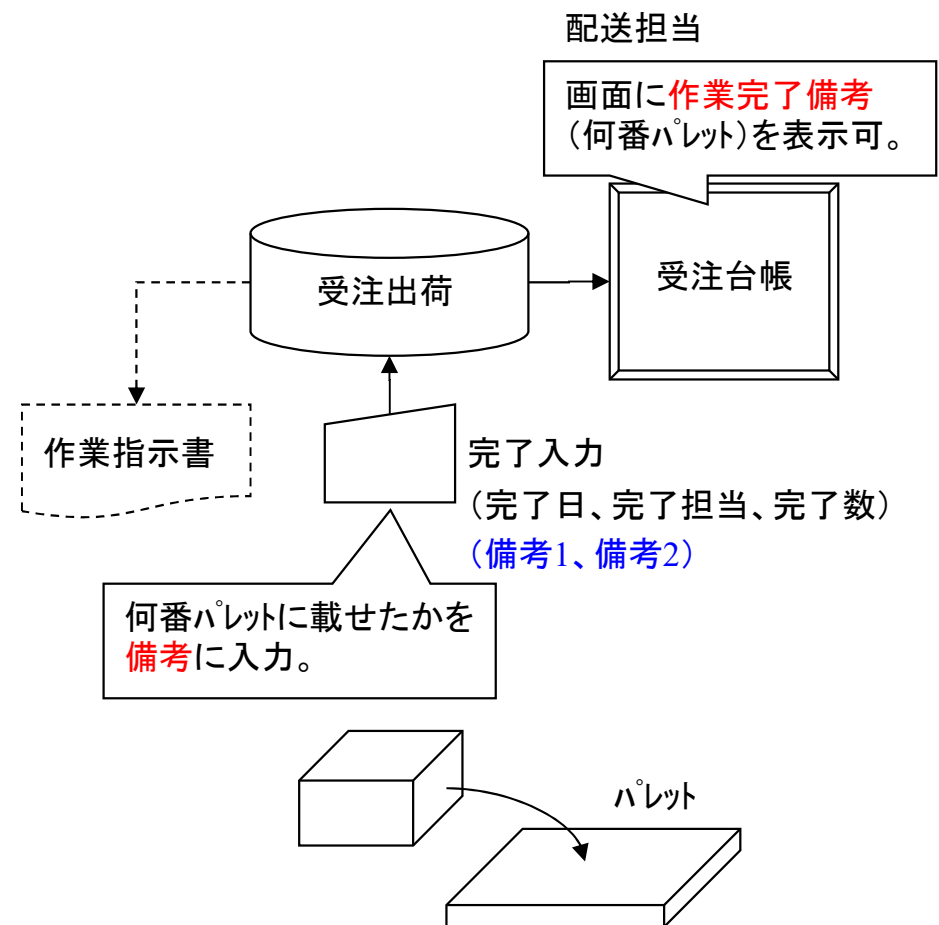 配送担当
画面に作業完了備考
（何番ﾊﾟﾚｯﾄ）を表示可。
受注出荷
受注台帳
作業指示書
完了入力
（完了日、完了担当、完了数）
（備考1、備考2）
何番ﾊﾟﾚｯﾄに載せたかを
備考に入力。
ﾊﾟﾚｯﾄ